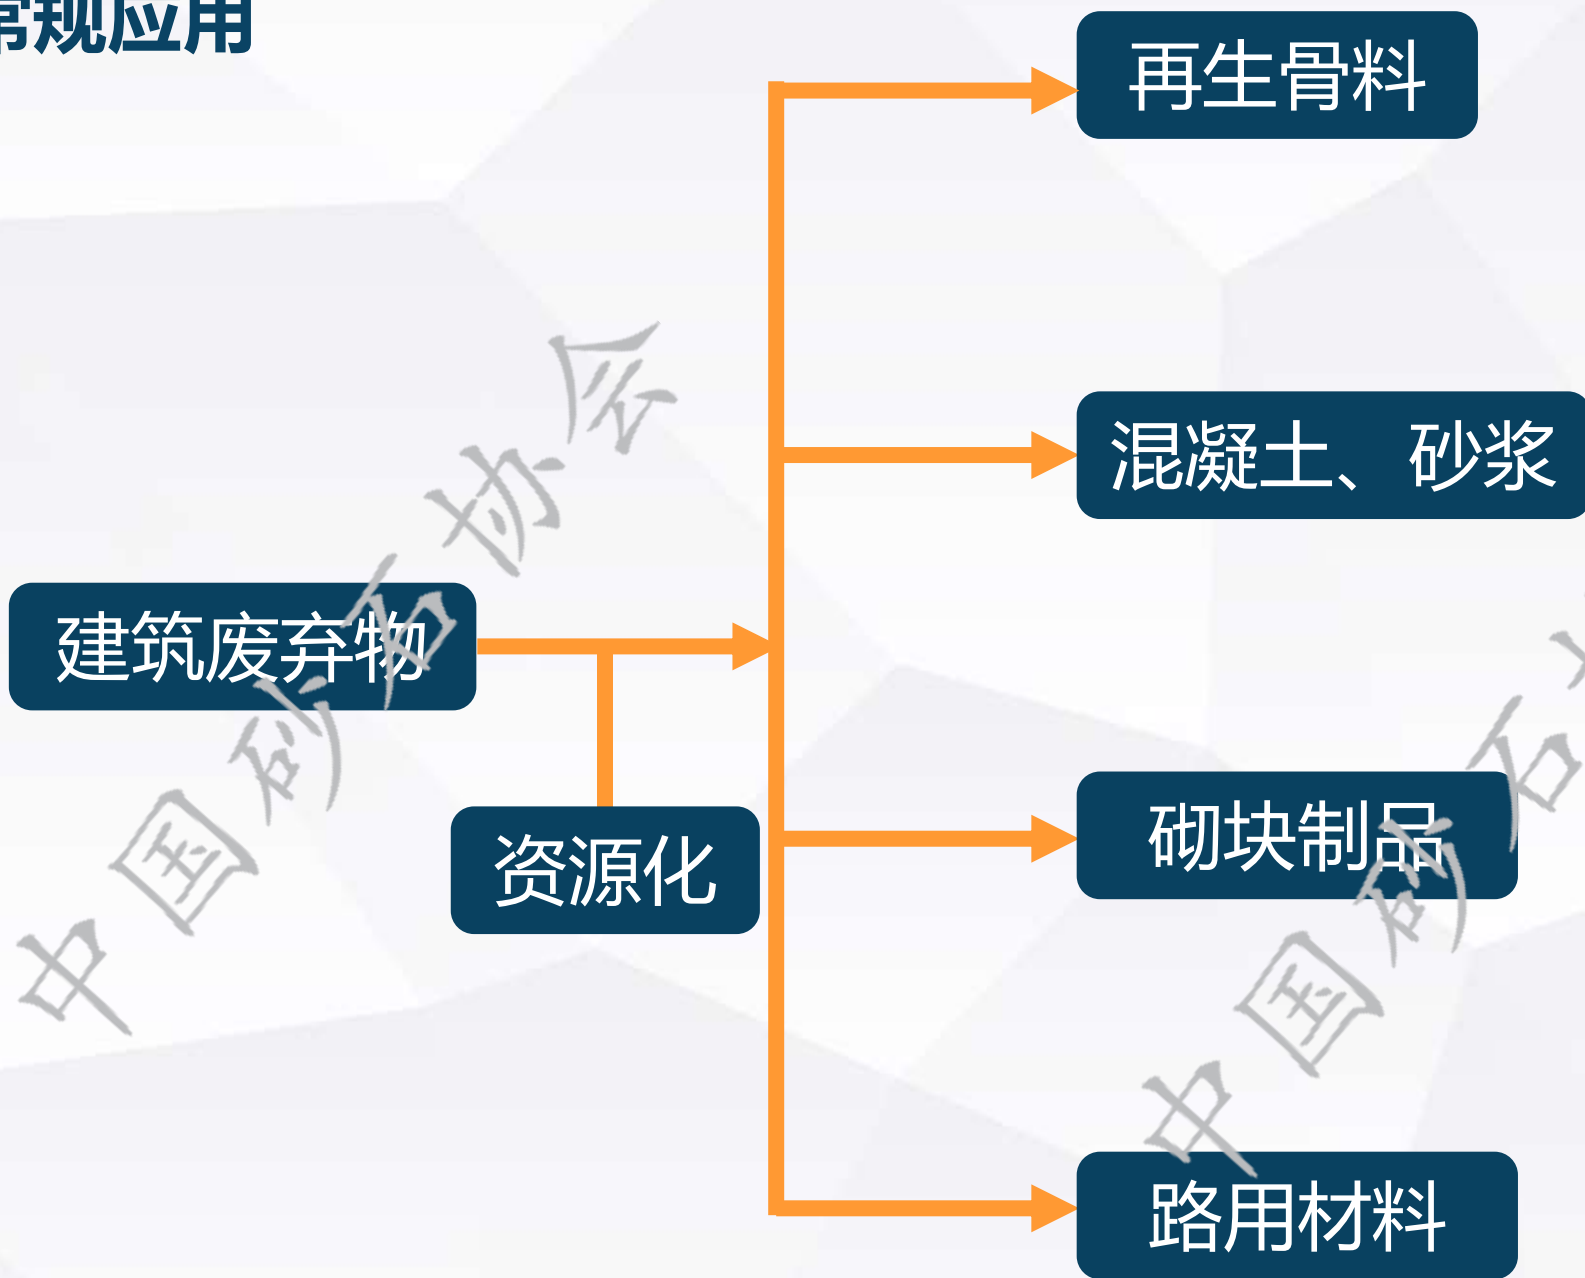 常规应用
再生骨料
混凝土、砂浆
建筑废弃物
资源化
砌块制品
路用材料
中国砂石协会
中国砂石